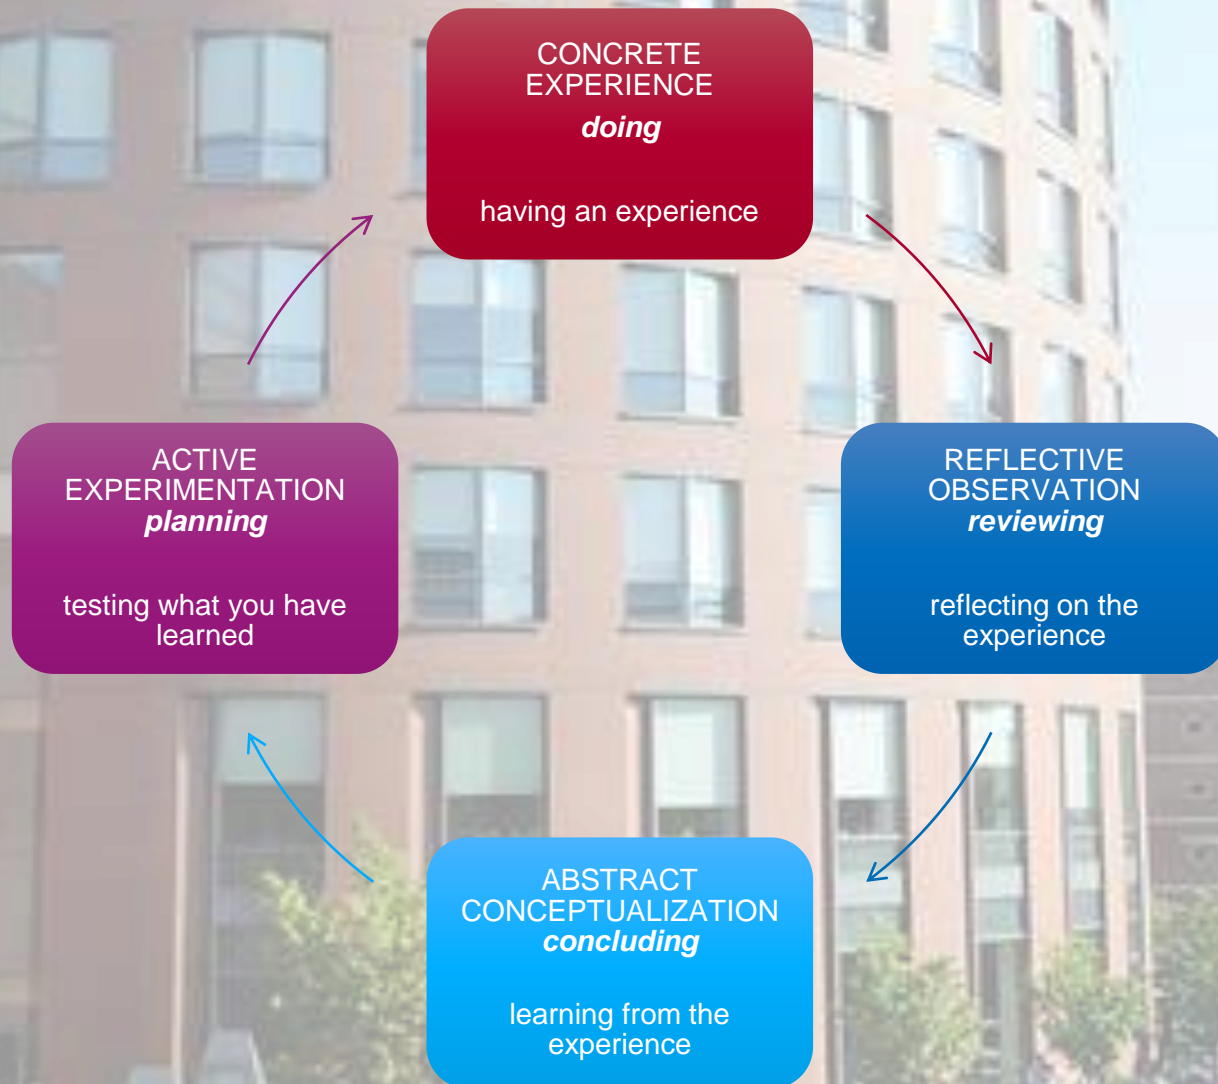 CONCRETE
EXPERIENCE
doing
having an experience
ACTIVE
EXPERIMENTATION
planning
testing what you have
learned
REFLECTIVE
OBSERVATION
reviewing
reflecting on the
experience
ABSTRACT
CONCEPTUALIZATION
concluding
learning from the
experience